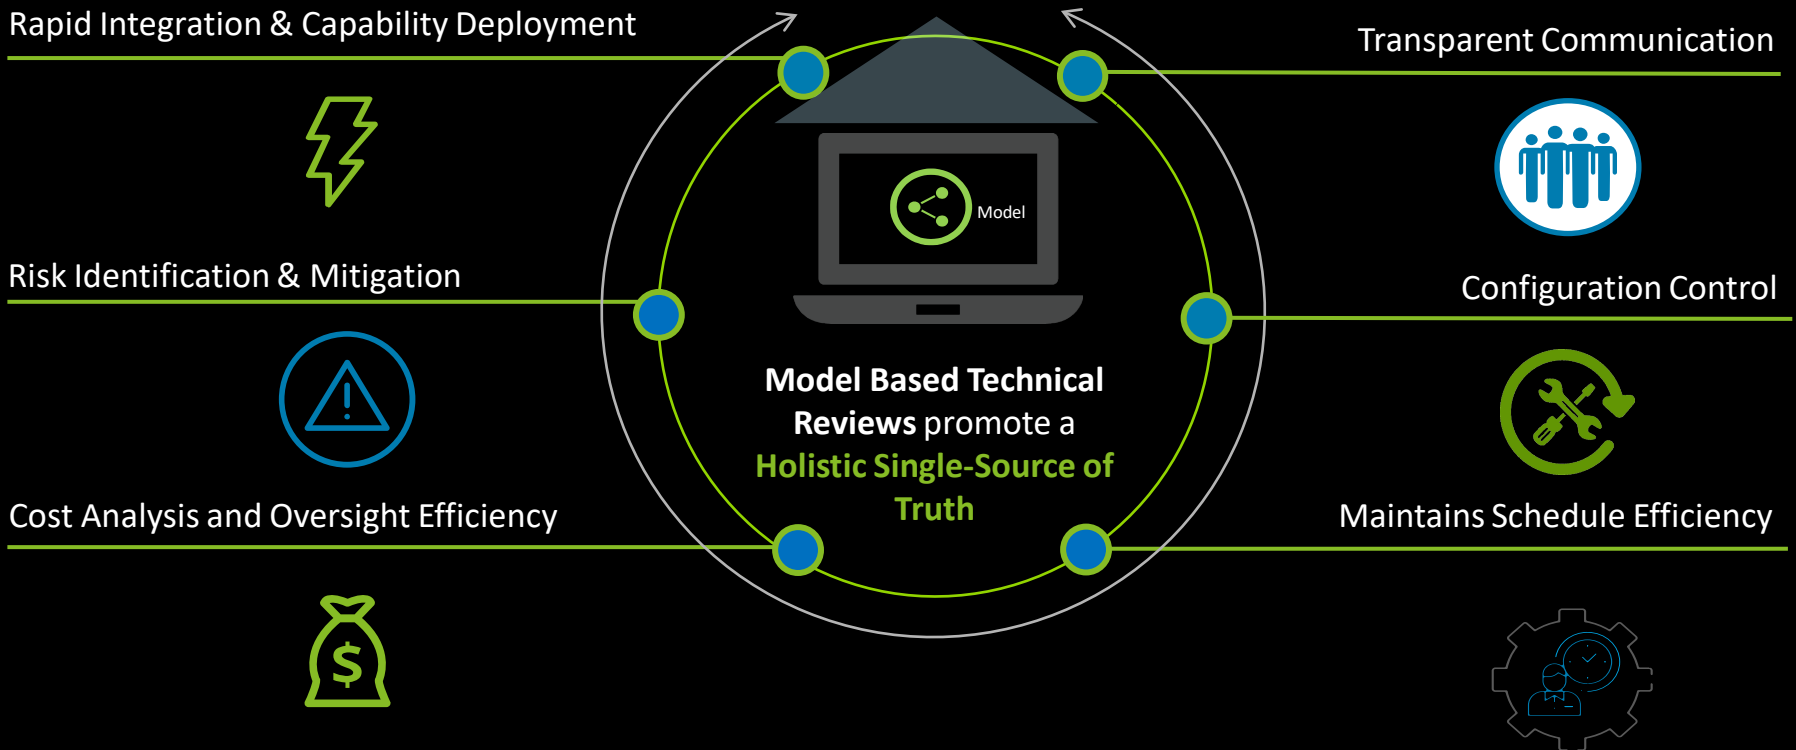 Rapid Integration & Capability Deployment
Transparent Communication
Model
Risk Identification & Mitigation
Configuration Control
Model Based Technical
Reviews promote a
Holistic Single-Source of
Truth
Cost Analysis and Oversight Efficiency
Maintains Schedule Efficiency
$